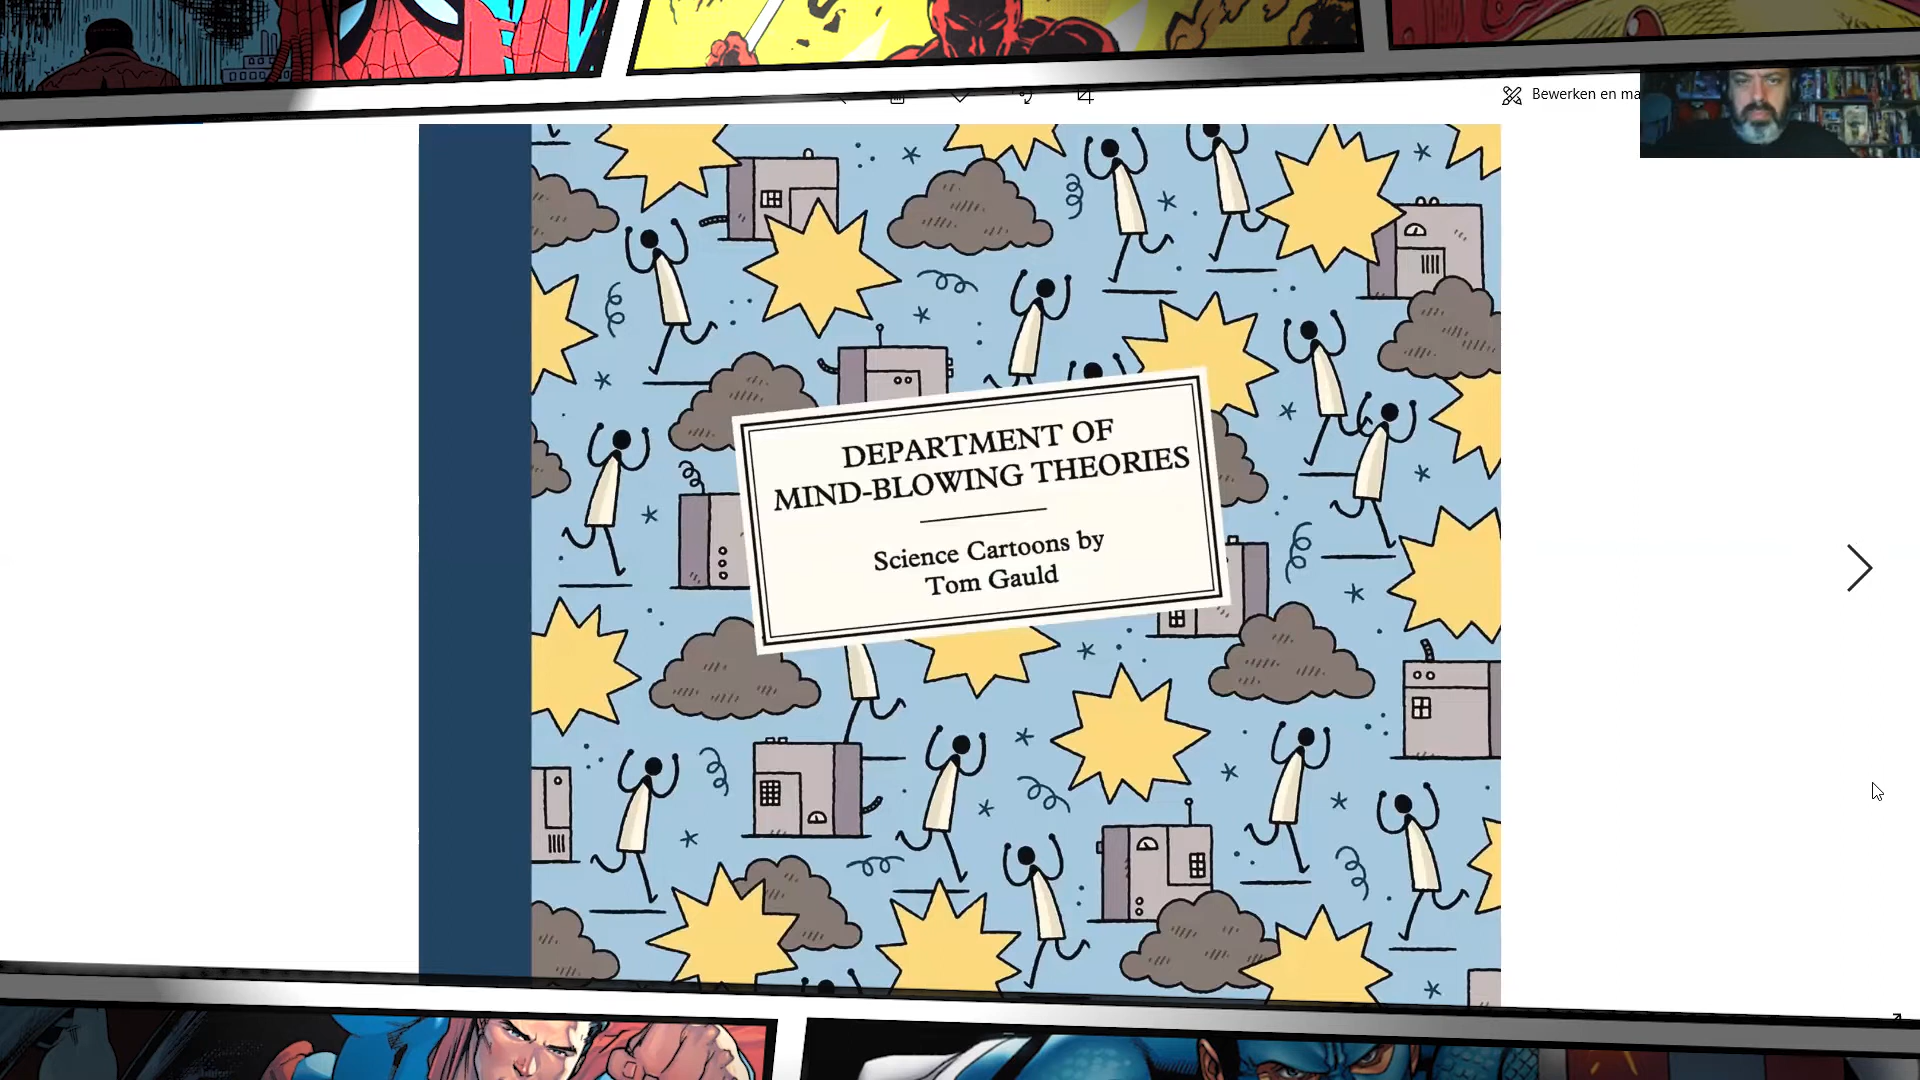 Bewerken en ma
DEPARTMENT OF
MIND-BLOWING THEORIES
Science Cartoons by
Tom Gauld